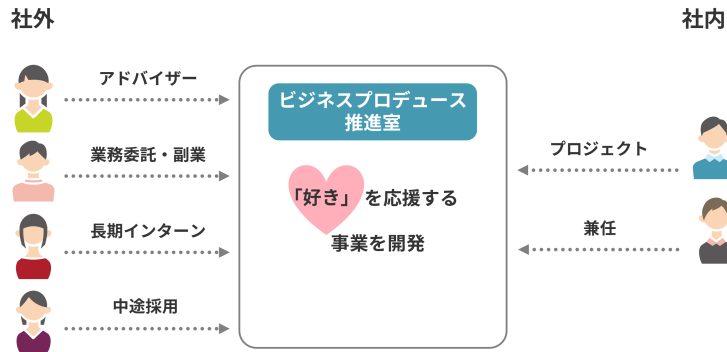 社外
社内
アドバイザー
業務委託・副業
長期インターン
中途採用
ビジネスプロデュース
推進室
「好き」を応援する
事業を開発
プロジェクト
兼任